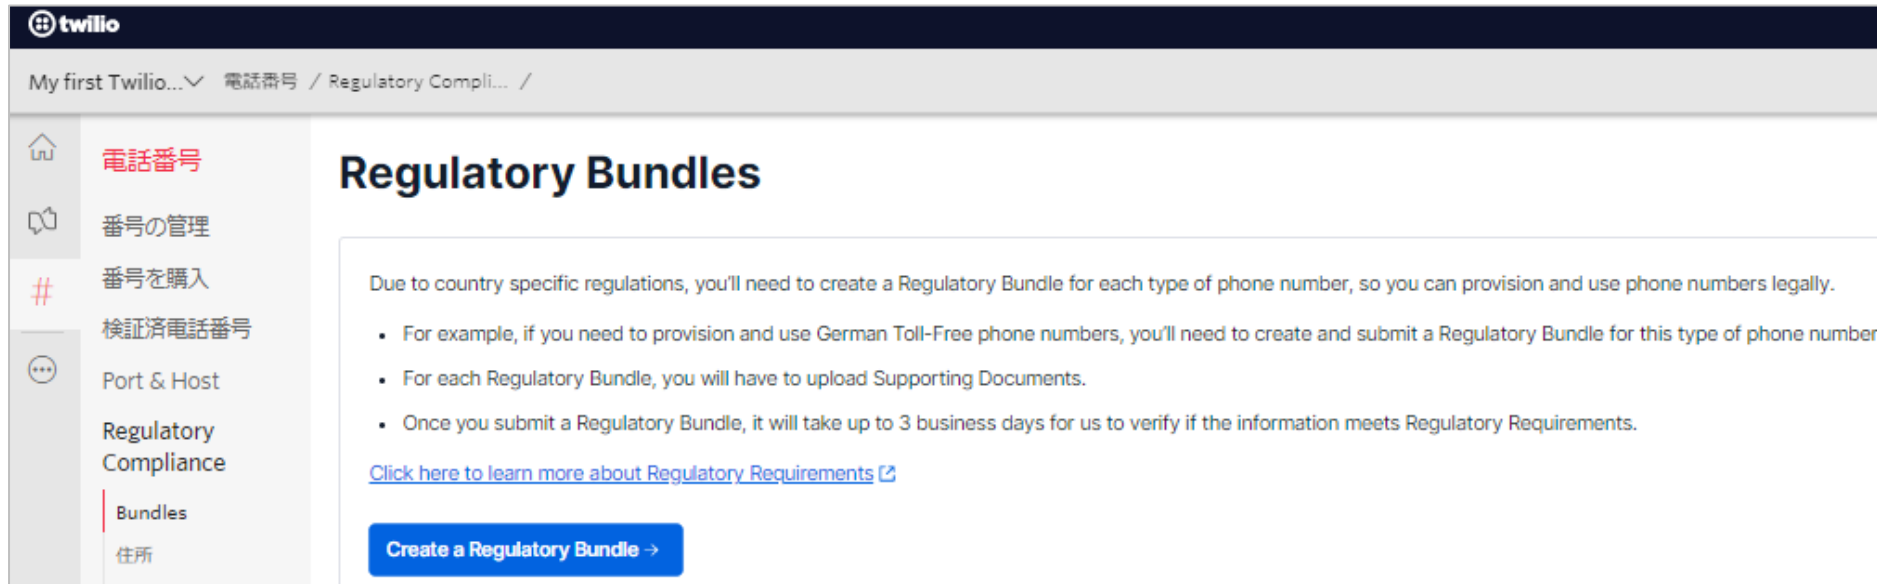 twilio
My first Twilio... 電話番号 / Regulatory Compli... /
電話番号
番号の管理
番号を購入
検証済電話番号
Port & Host
Regulatory
Compliance
Bundles
住所
Regulatory Bundles
Due to country specific regulations, you'll need to create a Regulatory Bundle for each type of phone number, so you can provision and use phone numbers legally.
• For example, if you need to provision and use German Toll-Free phone numbers, you'll need to create and submit a Regulatory Bundle for this type of phone number
• For each Regulatory Bundle, you will have to upload Supporting Documents.
• Once you submit a Regulatory Bundle, it will take up to 3 business days for us to verify if the information meets Regulatory Requirements.
Click here to learn more about Regulatory Requirements
Create a Regulatory Bundle →